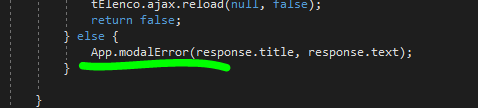 tElenco.ajax.reload(null, false);
return false;
} else {
App.modalError(response.title, response.text);
}
}